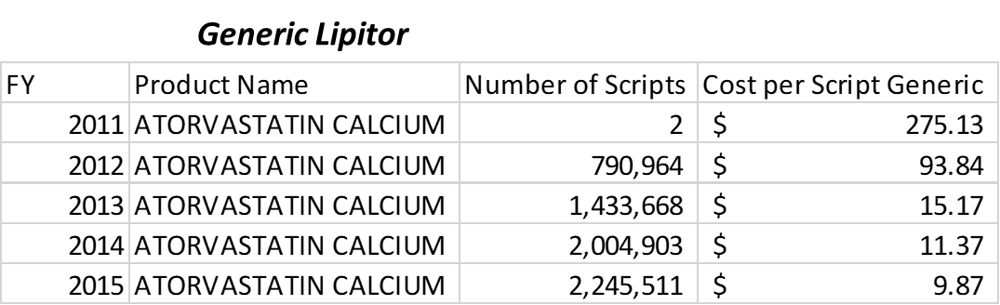 Generic Lipitor
FY Product Name Number of Scripts Cost per Script Generic
2011 ATORVASTATIN CALCIUM 2 $ 275.13
2012 ATORVASTATIN CALCIUM 790,964 $ 93.84
2013 ATORVASTATIN CALCIUM 1,433,668 $ 15.17
2014 ATORVASTATIN CALCIUM 2,004,903 $ 11.37
2015 ATORVASTATIN CALCIUM 2,245,511 $ 9.87